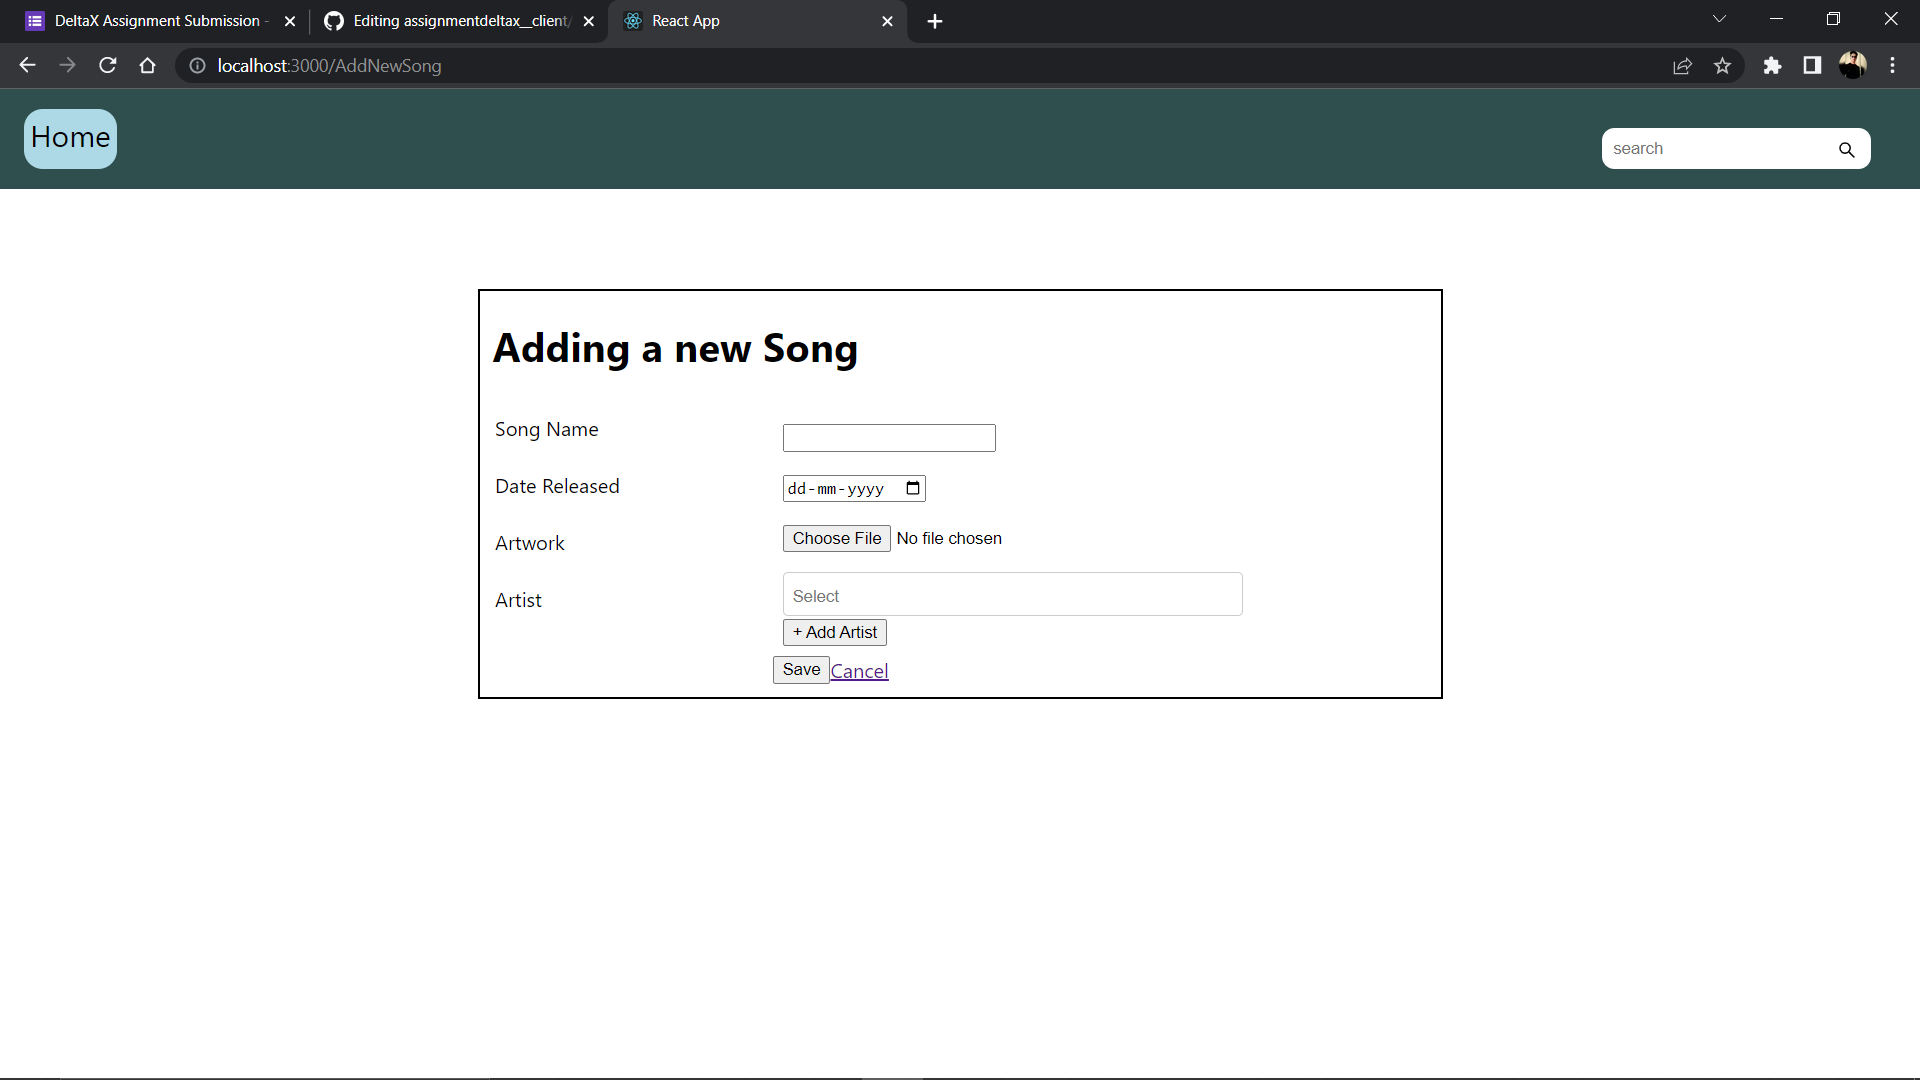 DeltaX Assignment Submission -
Editing assignmentdeltax__client/
React App
localhost:3000/AddNewSong
Home
search
Adding a new Song
Song Name
Date Released
dd-mm-yyyy
Artwork
Choose File No file chosen
Artist
Select
+ Add Artist
Save Cancel